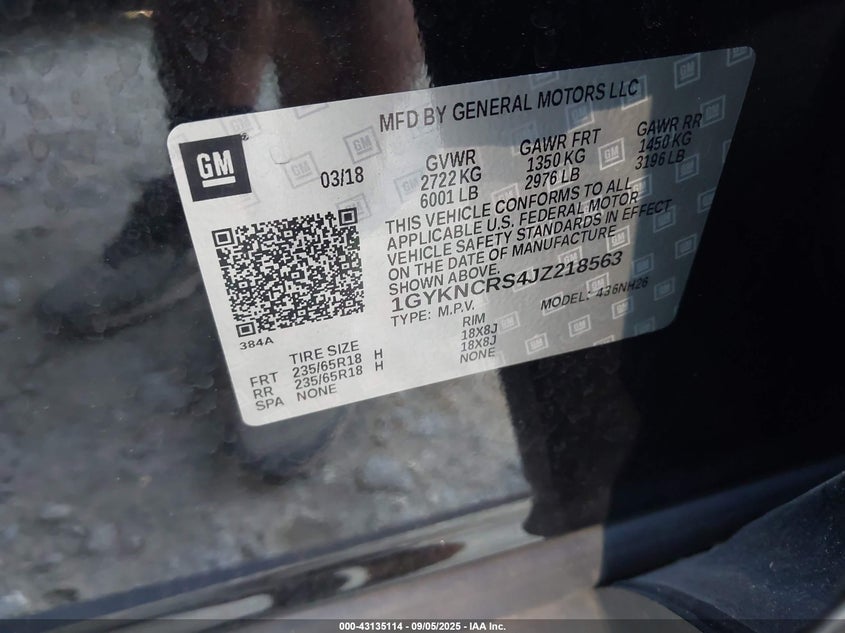 MFD BY GENERAL MOTORS LLC
GM
03/18
GVWR
2722 KG
6001 LB
GAWR FRT
1350 KG
2976 LB
GAWR RR
1450 KG
3196 LB
THIS VEHICLE CONFORMS TO ALL
APPLICABLE U.S. FEDERAL MOTOR
VEHICLE SAFETY STANDARDS IN EFFECT
ON THE DATE OF MANUFACTURE
SHOWN ABOVE.
1GYKNCRS4JZ218563
TYPE: M.P.V. MODEL: 436NH26
384A
TIRE SIZE RIM
FRT 235/65R18 H 18X8J
RR 235/65R18 H 18X8J
SPA NONE NONE
000-43135114 - 09/05/2025 - IAA Inc.